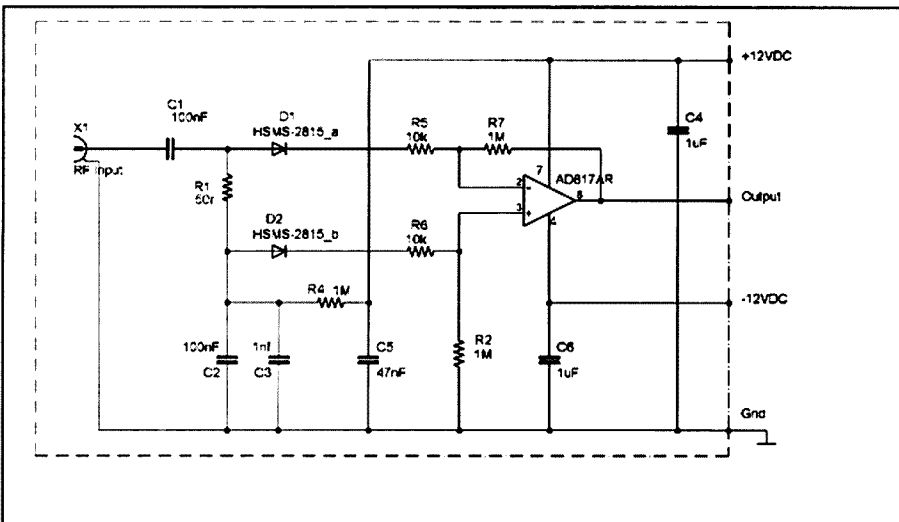 +12VDC
C1
100nF
D1
HSMS-2815_a
R5
10k
R7
1M
C4
1uF
X1
RF Input
R1
50r
7
AD817AR
2
-
6
3
+
4
Output
D2
HSMS-2815_b
R6
10k
R4 1M
-12VDC
100nF
C2
1nf
C3
C5
47nF
R2
1M
C6
1uF
Gnd